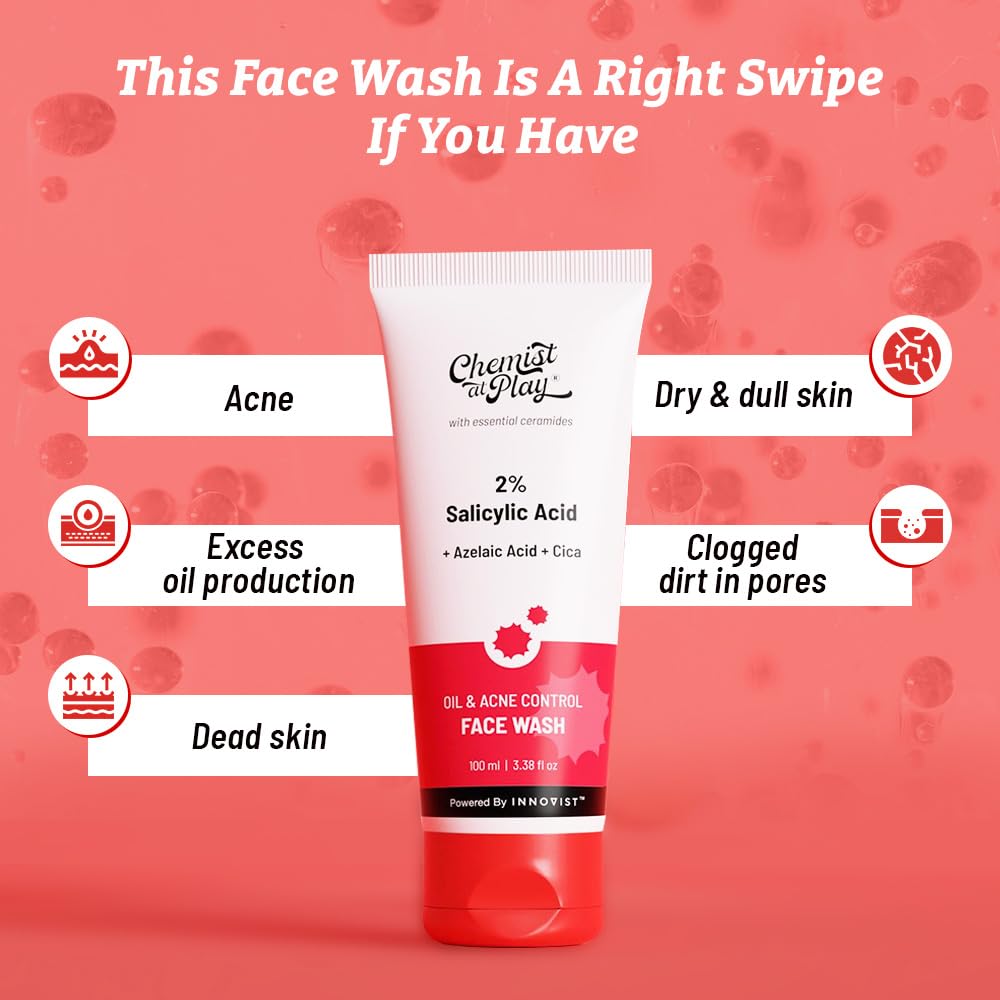 This Face Wash Is A Right Swipe
If You Have
Chemist
at Play®
with essential ceramides
2%
Salicylic Acid
+ Azelaic Acid + Cica
OIL & ACNE CONTROL
FACE WASH
100 ml | 3.38 fl oz
Powered By INNOVIST™
Acne
Excess
oil production
Dead skin
Dry & dull skin
Clogged
dirt in pores